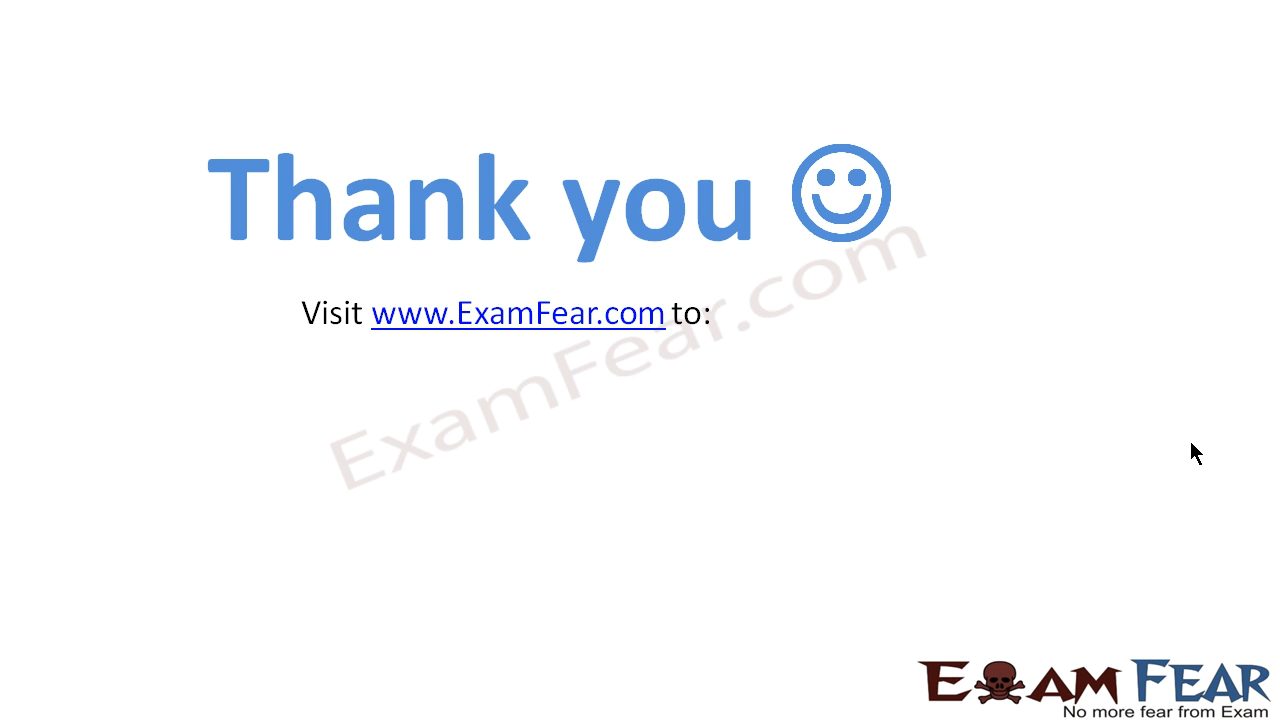 Thank you ☺
Visit www.ExamFear.com to:
ExamFear.com
EXAM FEAR
No more fear from Exam